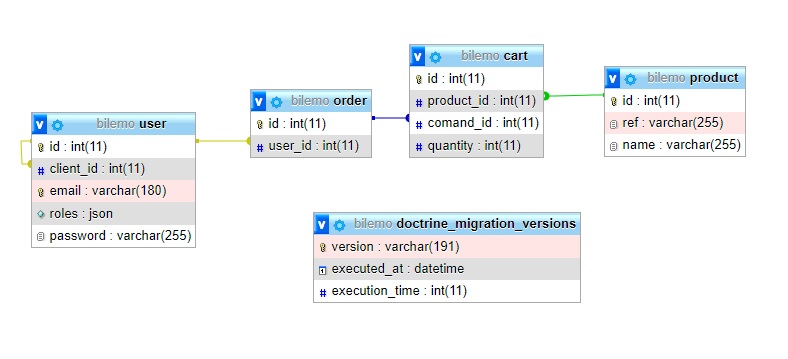 v bilemo user
id : int(11)
# client_id : int(11)
email : varchar(180)
roles : json
password : varchar(255)
v bilemo order
id : int(11)
# user_id : int(11)
v bilemo cart
id : int(11)
# product_id : int(11)
# comand_id : int(11)
# quantity : int(11)
v bilemo product
id : int(11)
ref : varchar(255)
name : varchar(255)
v bilemo doctrine_migration_versions
version : varchar(191)
executed_at : datetime
# execution_time : int(11)